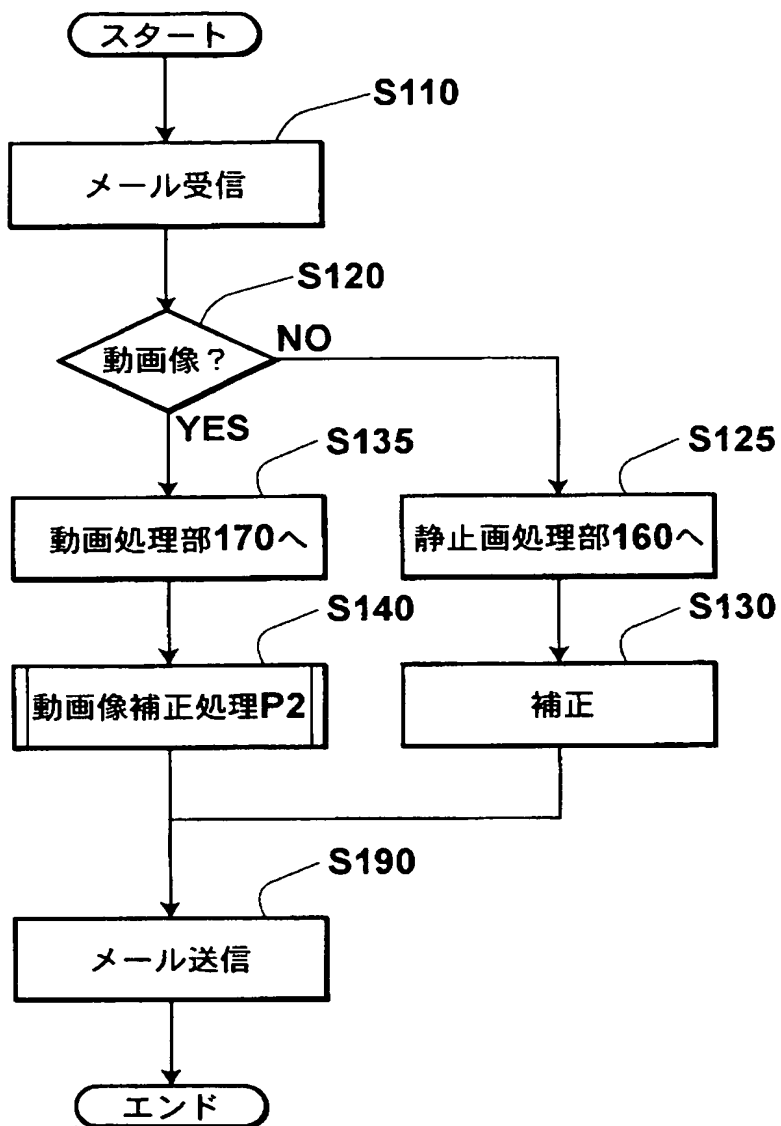 スタート
S110
メール受信
S120
動画像？
NO
YES
S135
S125
動画処理部170へ
静止画処理部160へ
S140
S130
動画像補正処理P2
補正
S190
メール送信
エンド